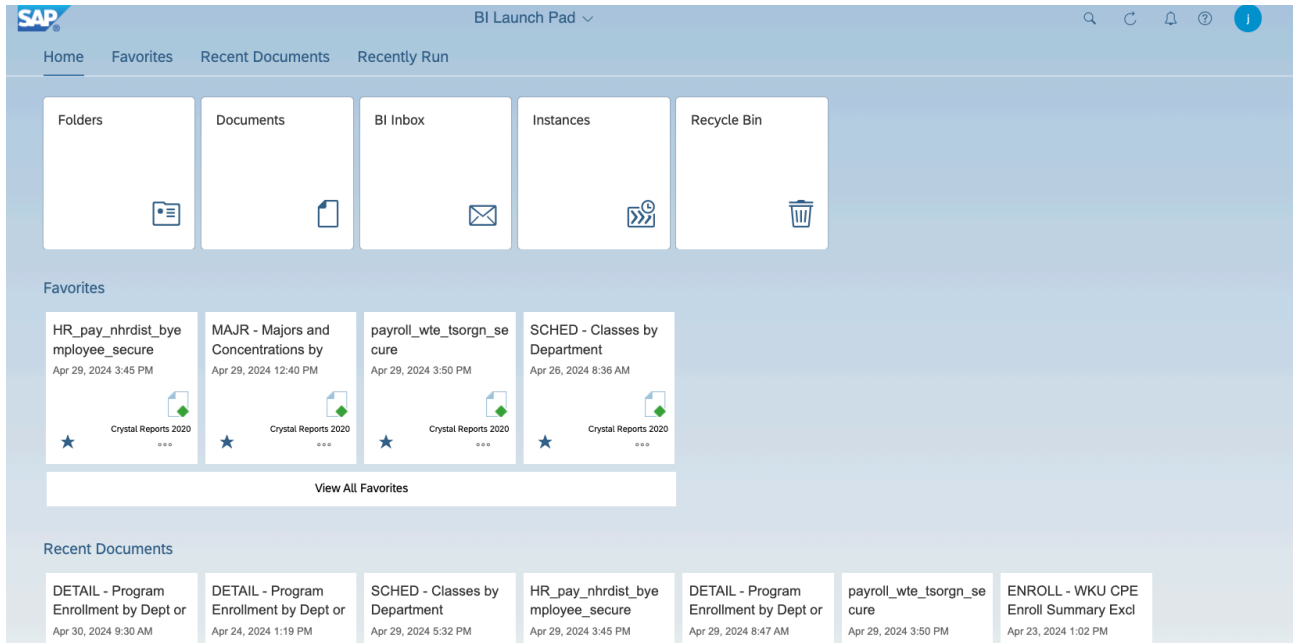 SAP
BI Launch Pad
j
Home Favorites Recent Documents Recently Run
Folders
Documents
BI Inbox
Instances
Recycle Bin
Favorites
HR_pay_nhrdist_bye
mployee_secure
Apr 29, 2024 3:45 PM
Crystal Reports 2020
MAJR - Majors and
Concentrations by
Apr 29, 2024 12:40 PM
Crystal Reports 2020
payroll_wte_tsorgn_se
cure
Apr 29, 2024 3:50 PM
Crystal Reports 2020
SCHED - Classes by
Department
Apr 26, 2024 8:36 AM
Crystal Reports 2020
View All Favorites
Recent Documents
DETAIL - Program
Enrollment by Dept or
Apr 30, 2024 9:30 AM
DETAIL - Program
Enrollment by Dept or
Apr 24, 2024 1:19 PM
SCHED - Classes by
Department
Apr 29, 2024 5:32 PM
HR_pay_nhrdist_bye
mployee_secure
Apr 29, 2024 3:45 PM
DETAIL - Program
Enrollment by Dept or
Apr 29, 2024 8:47 AM
payroll_wte_tsorgn_se
cure
Apr 29, 2024 3:50 PM
ENROLL - WKU CPE
Enroll Summary Excl
Apr 23, 2024 1:02 PM